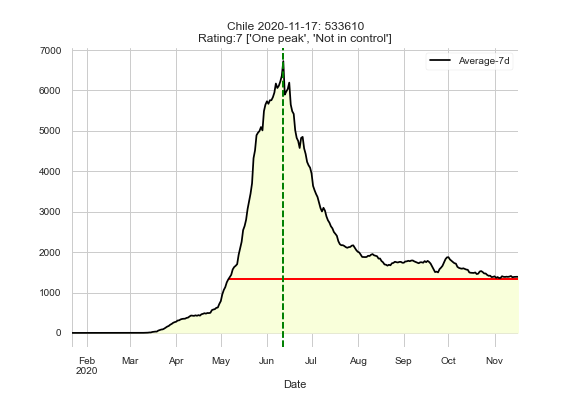 Chile 2020-11-17: 533610
Rating:7 ['One peak', 'Not in control']
Average-7d
7000
6000
5000
4000
3000
2000
1000
0
Feb Mar Apr May Jun Jul Aug Sep Oct Nov
2020
Date